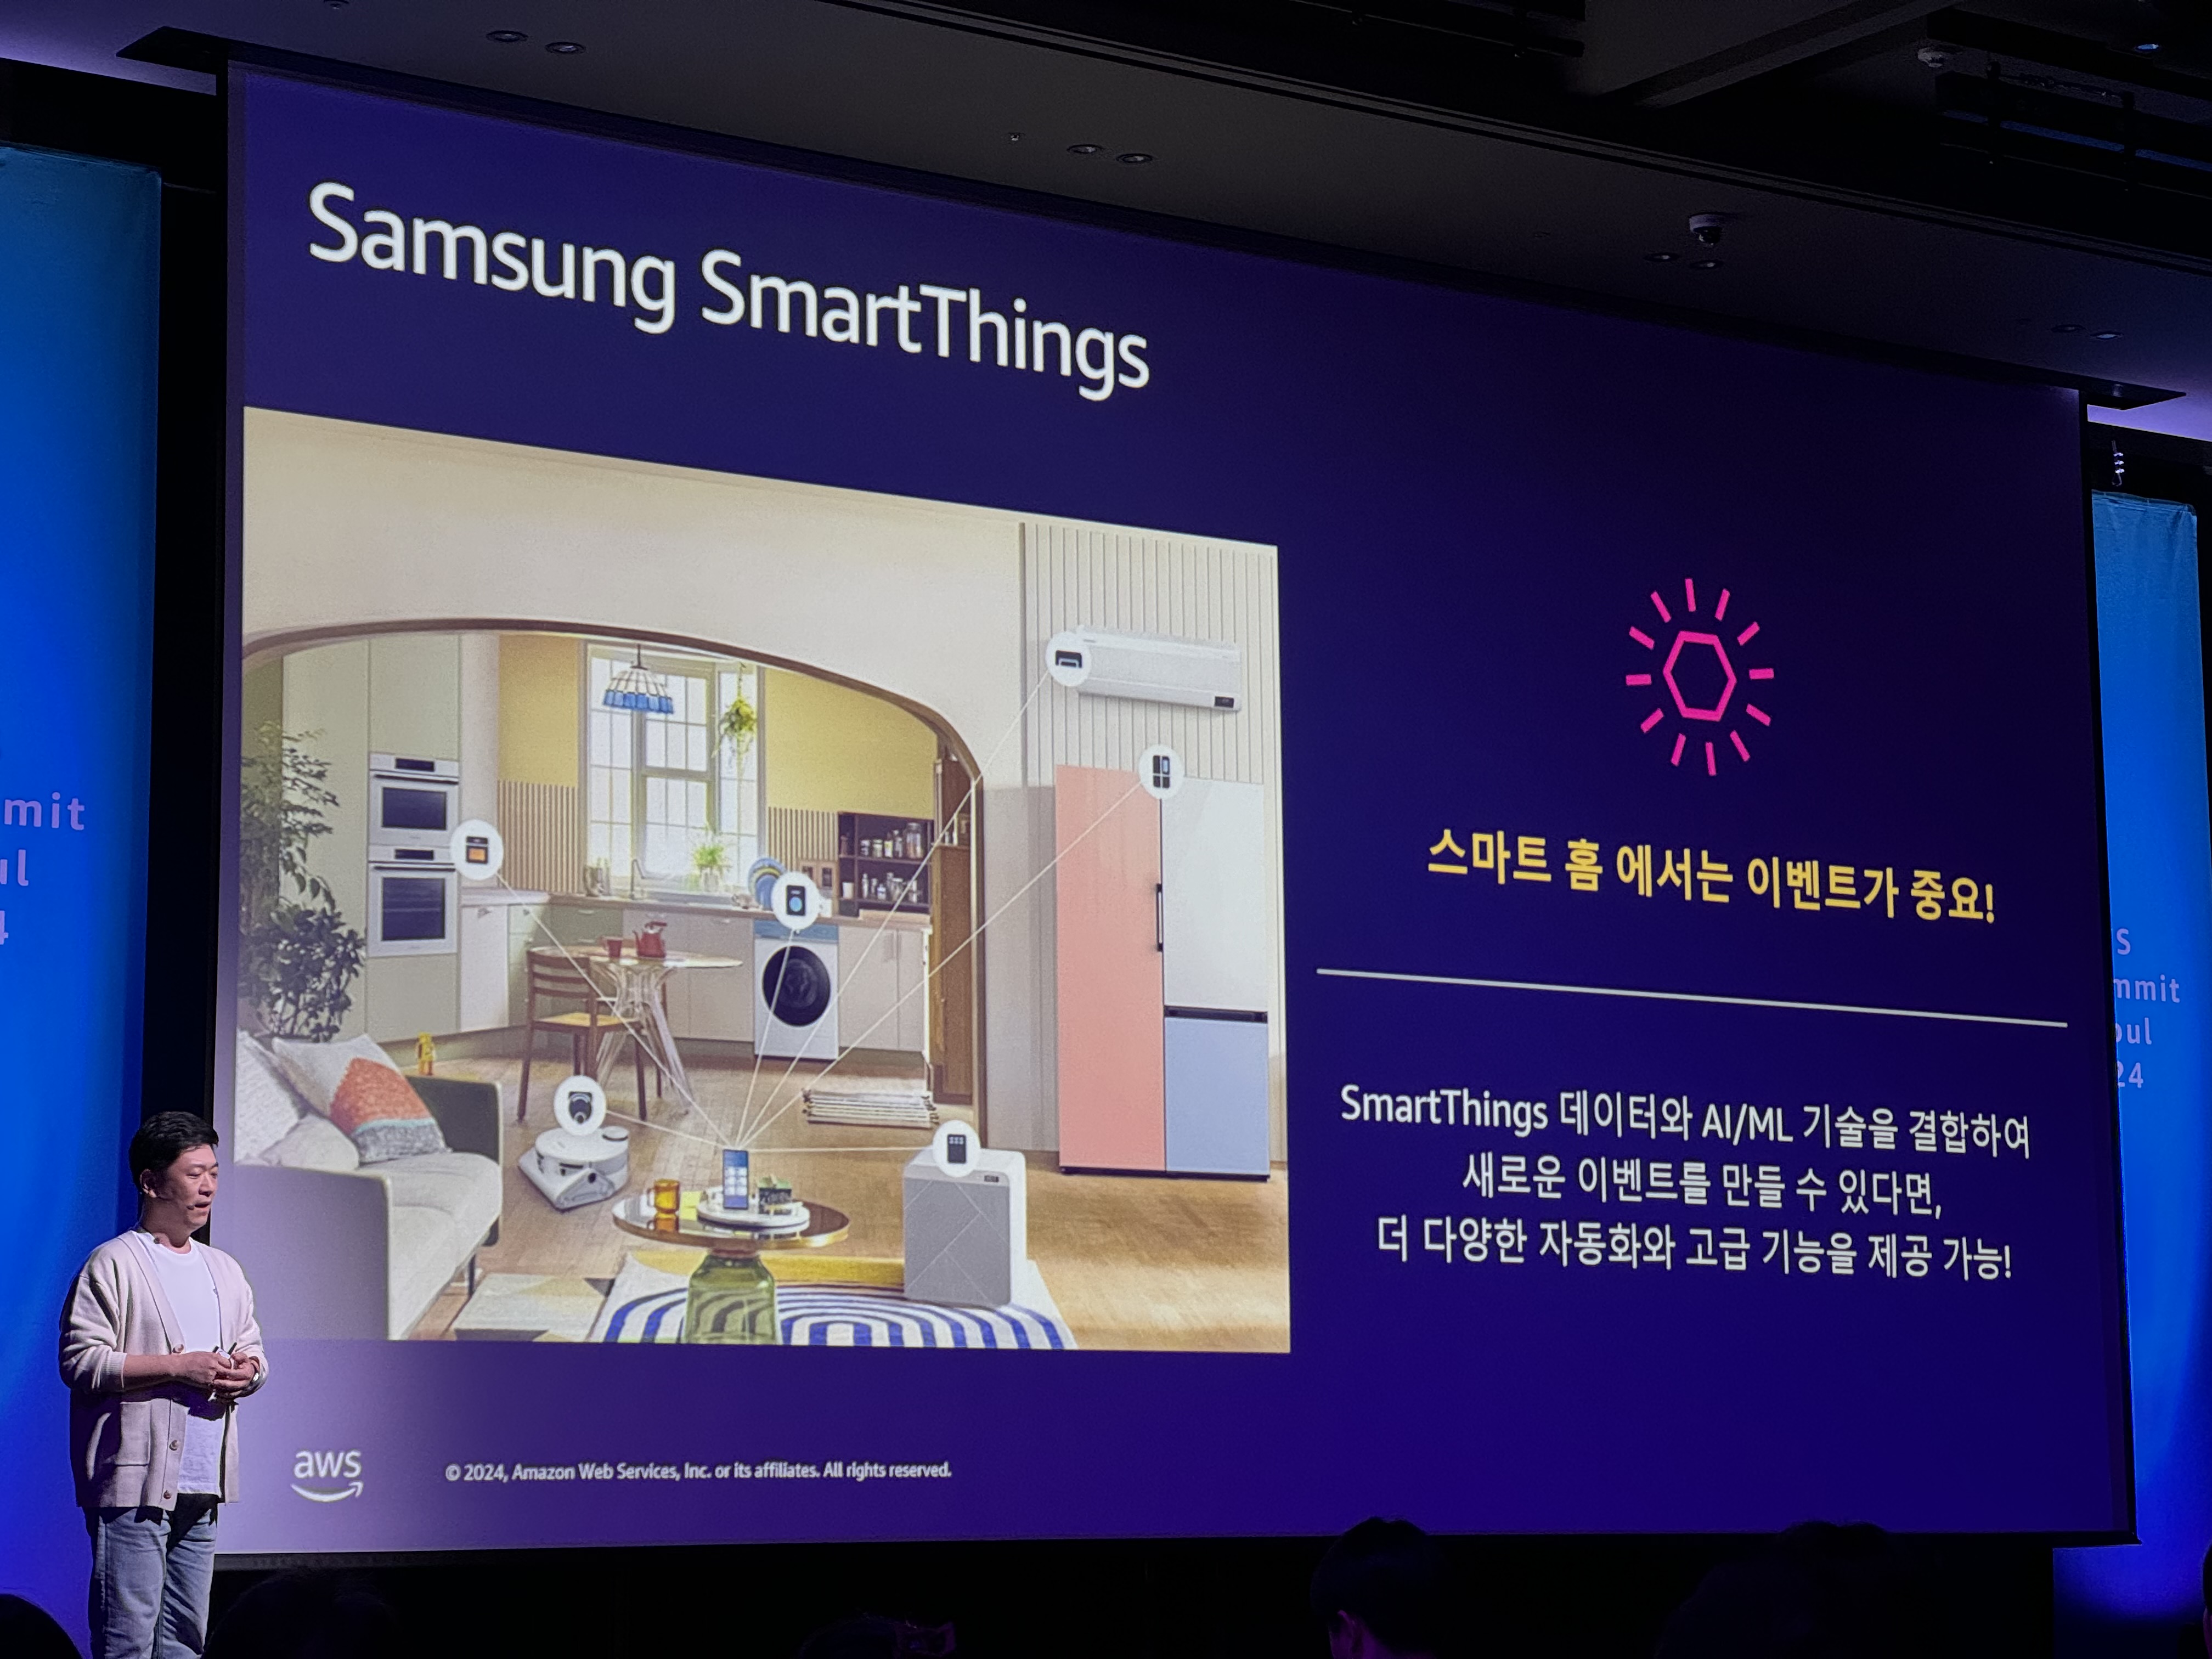 Samsung SmartThings
스마트 홈 에서는 이벤트가 중요!
SmartThings 데이터와 AI/ML 기술을 결합하여
새로운 이벤트를 만들 수 있다면,
더 다양한 자동화와 고급 기능을 제공 가능!
aws
© 2024, Amazon Web Services, Inc. or its affiliates. All rights reserved.
mit
ul
4
S
mmit
oul
24